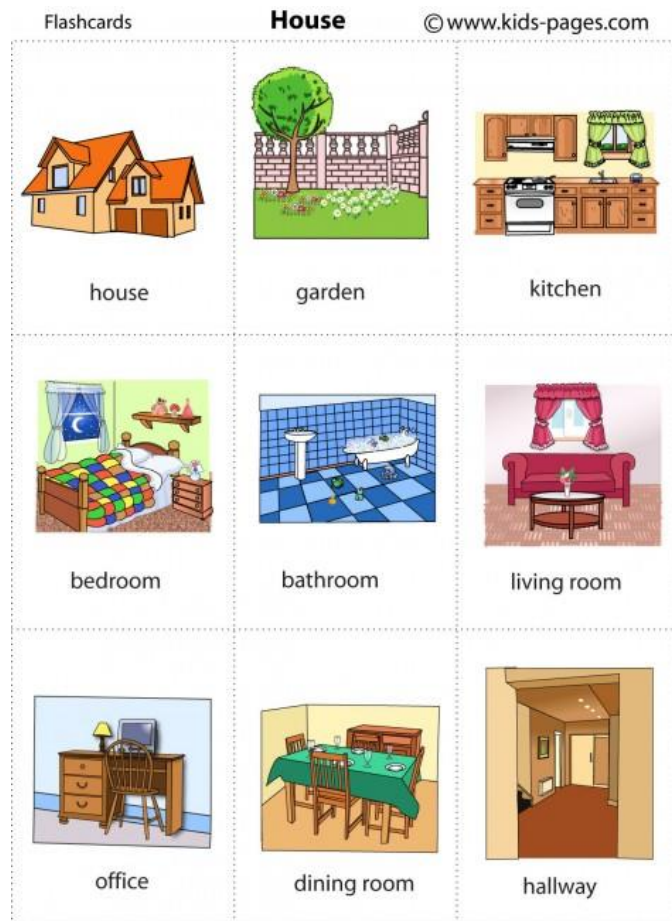 Flashcards House © www.kids-pages.com
house garden kitchen
bedroom bathroom living room
office dining room hallway